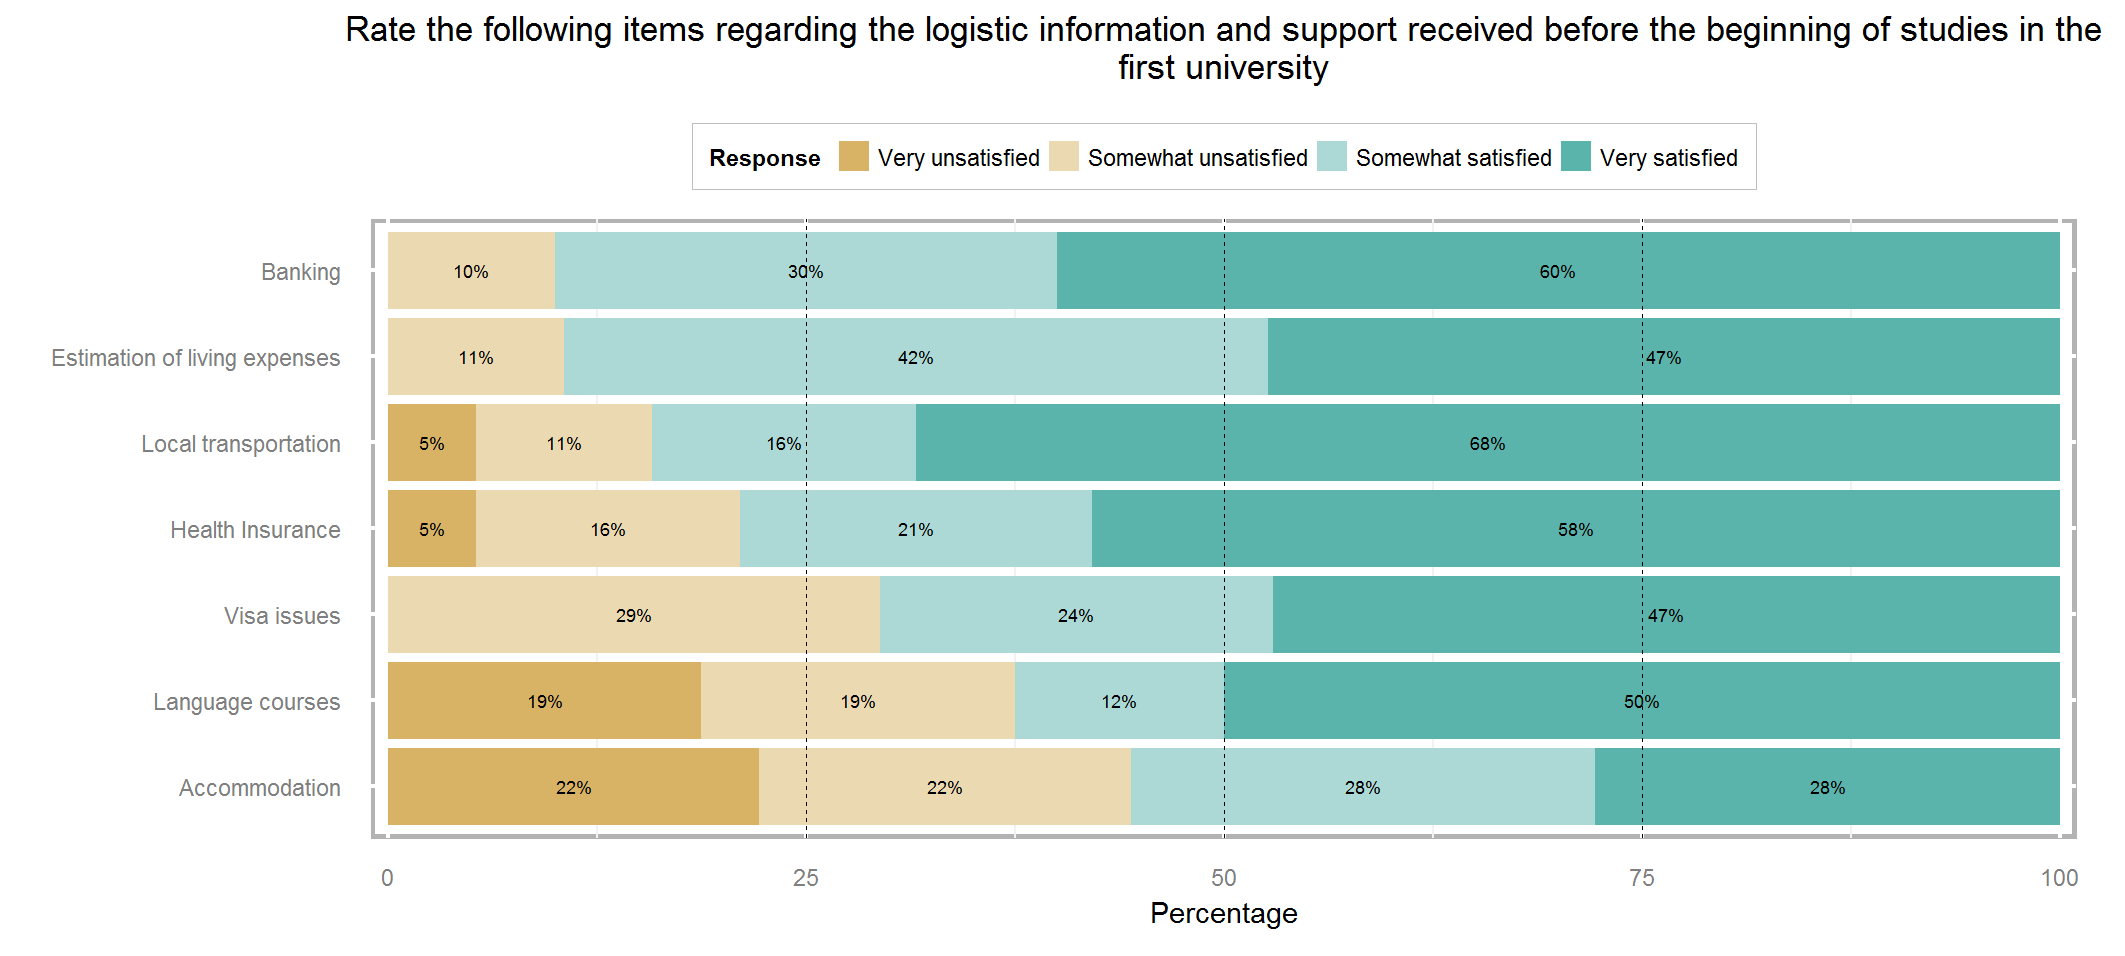 Rate the following items regarding the logistic information and support received before the beginning of studies in the
first university
Response Very unsatisfied Somewhat unsatisfied Somewhat satisfied Very satisfied
Banking 10% 30% 60%
Estimation of living expenses 11% 42% 47%
Local transportation 5% 11% 16% 68%
Health Insurance 5% 16% 21% 58%
Visa issues 29% 24% 47%
Language courses 19% 19% 12% 50%
Accommodation 22% 22% 28% 28%
0 25 50 75 100
Percentage